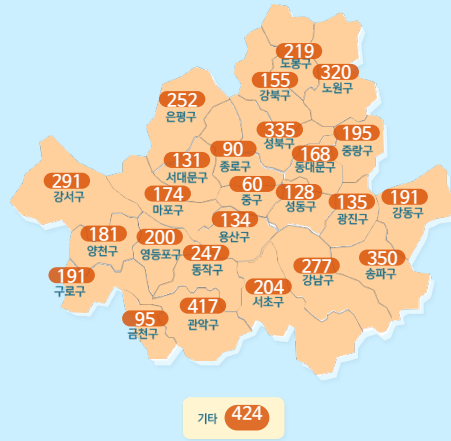 219
도봉구
320
노원구
155
강북구
252
은평구
335
성북구
195
중랑구
90
종로구
168
동대문구
131
서대문구
291
강서구
174
마포구
60
중구
128
성동구
135
광진구
191
강동구
134
용산구
181
양천구
200
영등포구
247
동작구
350
송파구
277
강남구
191
구로구
204
서초구
417
관악구
95
금천구
기타 424